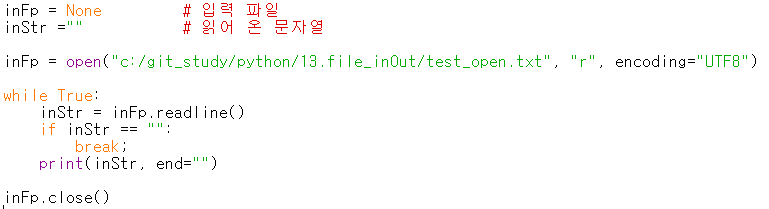 inFp = None # 입력 파일
inStr ="" # 읽어 온 문자열
inFp = open("c:/git_study/python/13.file_inOut/test_open.txt", "r", encoding="UTF8")
while True:
inStr = inFp.readline()
if inStr == "":
break;
print(inStr, end="")
inFp.close()